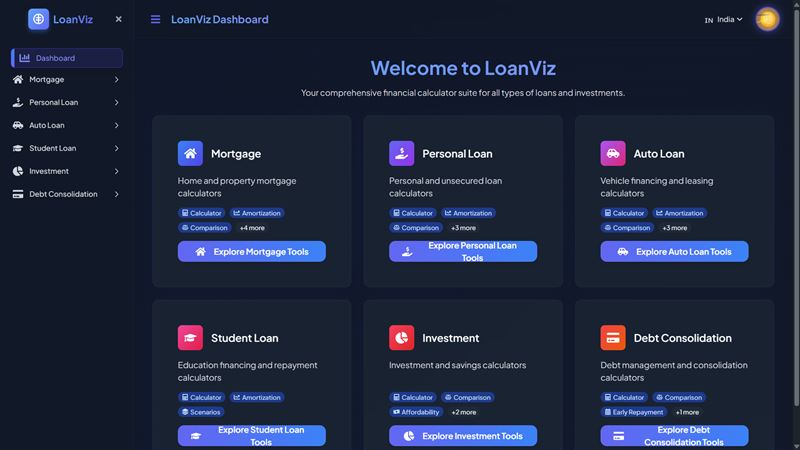 LoanViz
LoanViz Dashboard
IN India
Dashboard
Mortgage
Personal Loan
Auto Loan
Student Loan
Investment
Debt Consolidation
Welcome to LoanViz
Your comprehensive financial calculator suite for all types of loans and investments.
Mortgage
Home and property mortgage
calculators
Calculator Amortization
Comparison +4 more
Explore Mortgage Tools
Personal Loan
Personal and unsecured loan
calculators
Calculator Amortization
Comparison +3 more
Explore Personal Loan
Tools
Auto Loan
Vehicle financing and leasing
calculators
Calculator Amortization
Comparison +3 more
Explore Auto Loan Tools
Student Loan
Education financing and repayment
calculators
Calculator Amortization
Scenarios
Explore Student Loan
Tools
Investment
Investment and savings calculators
Calculator Comparison
Affordability +2 more
Explore Investment Tools
Debt Consolidation
Debt management and consolidation
calculators
Calculator Comparison
Early Repayment +1 more
Explore Debt
Consolidation Tools